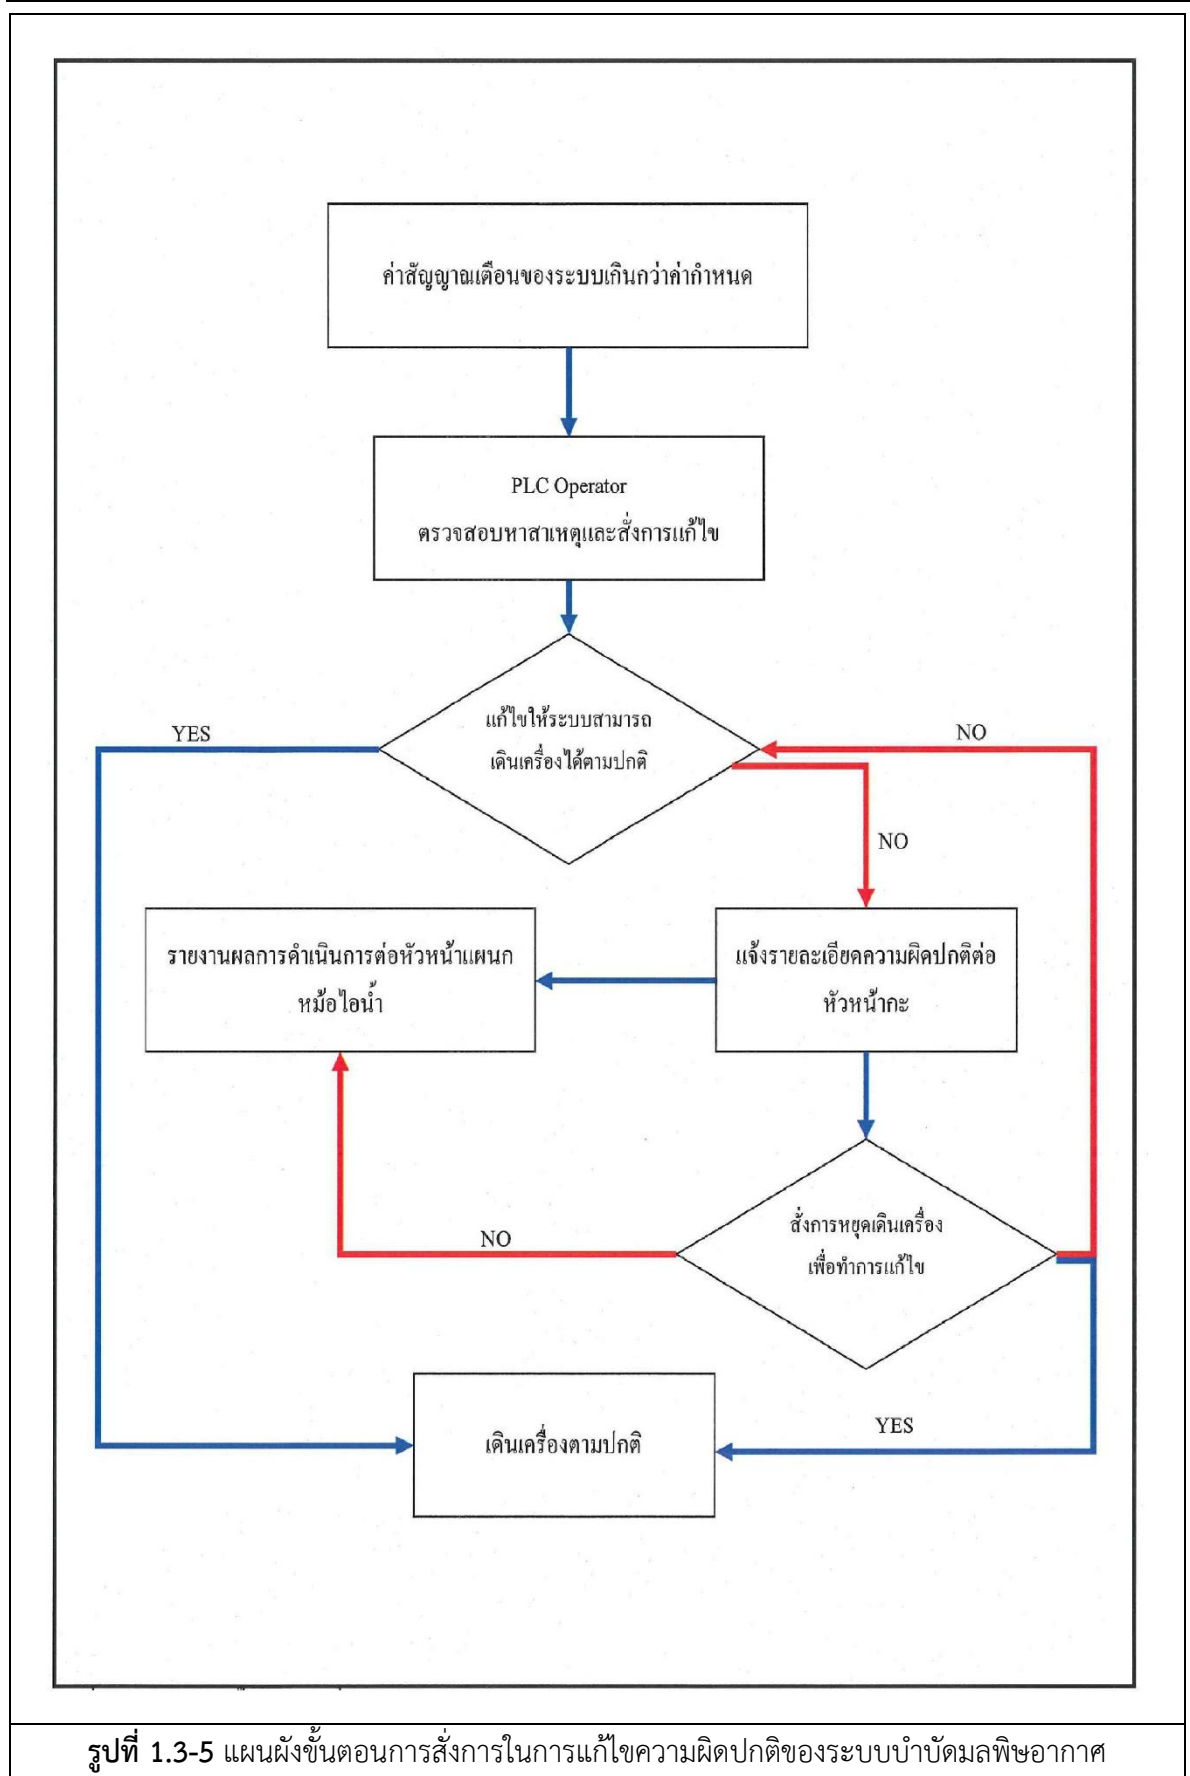 ค่าสัญญาณเตือนของระบบเกินกว่าค่ากำหนด
PLC Operator
ตรวจสอบหาสาเหตุและสั่งการแก้ไข
แก้ไขให้ระบบสามารถ
เดินเครื่องได้ตามปกติ
YES
NO
NO
รายงานผลการดำเนินการต่อหัวหน้าแผนก
หม้อไอน้ำ
แจ้งรายละเอียดความผิดปกติต่อ
หัวหน้ากะ
สั่งการหยุดเดินเครื่อง
เพื่อทำการแก้ไข
NO
เดินเครื่องตามปกติ
YES
รูปที่ 1.3-5 แผนผังขั้นตอนการสั่งการในการแก้ไขความผิดปกติของระบบบำบัดมลพิษอากาศ